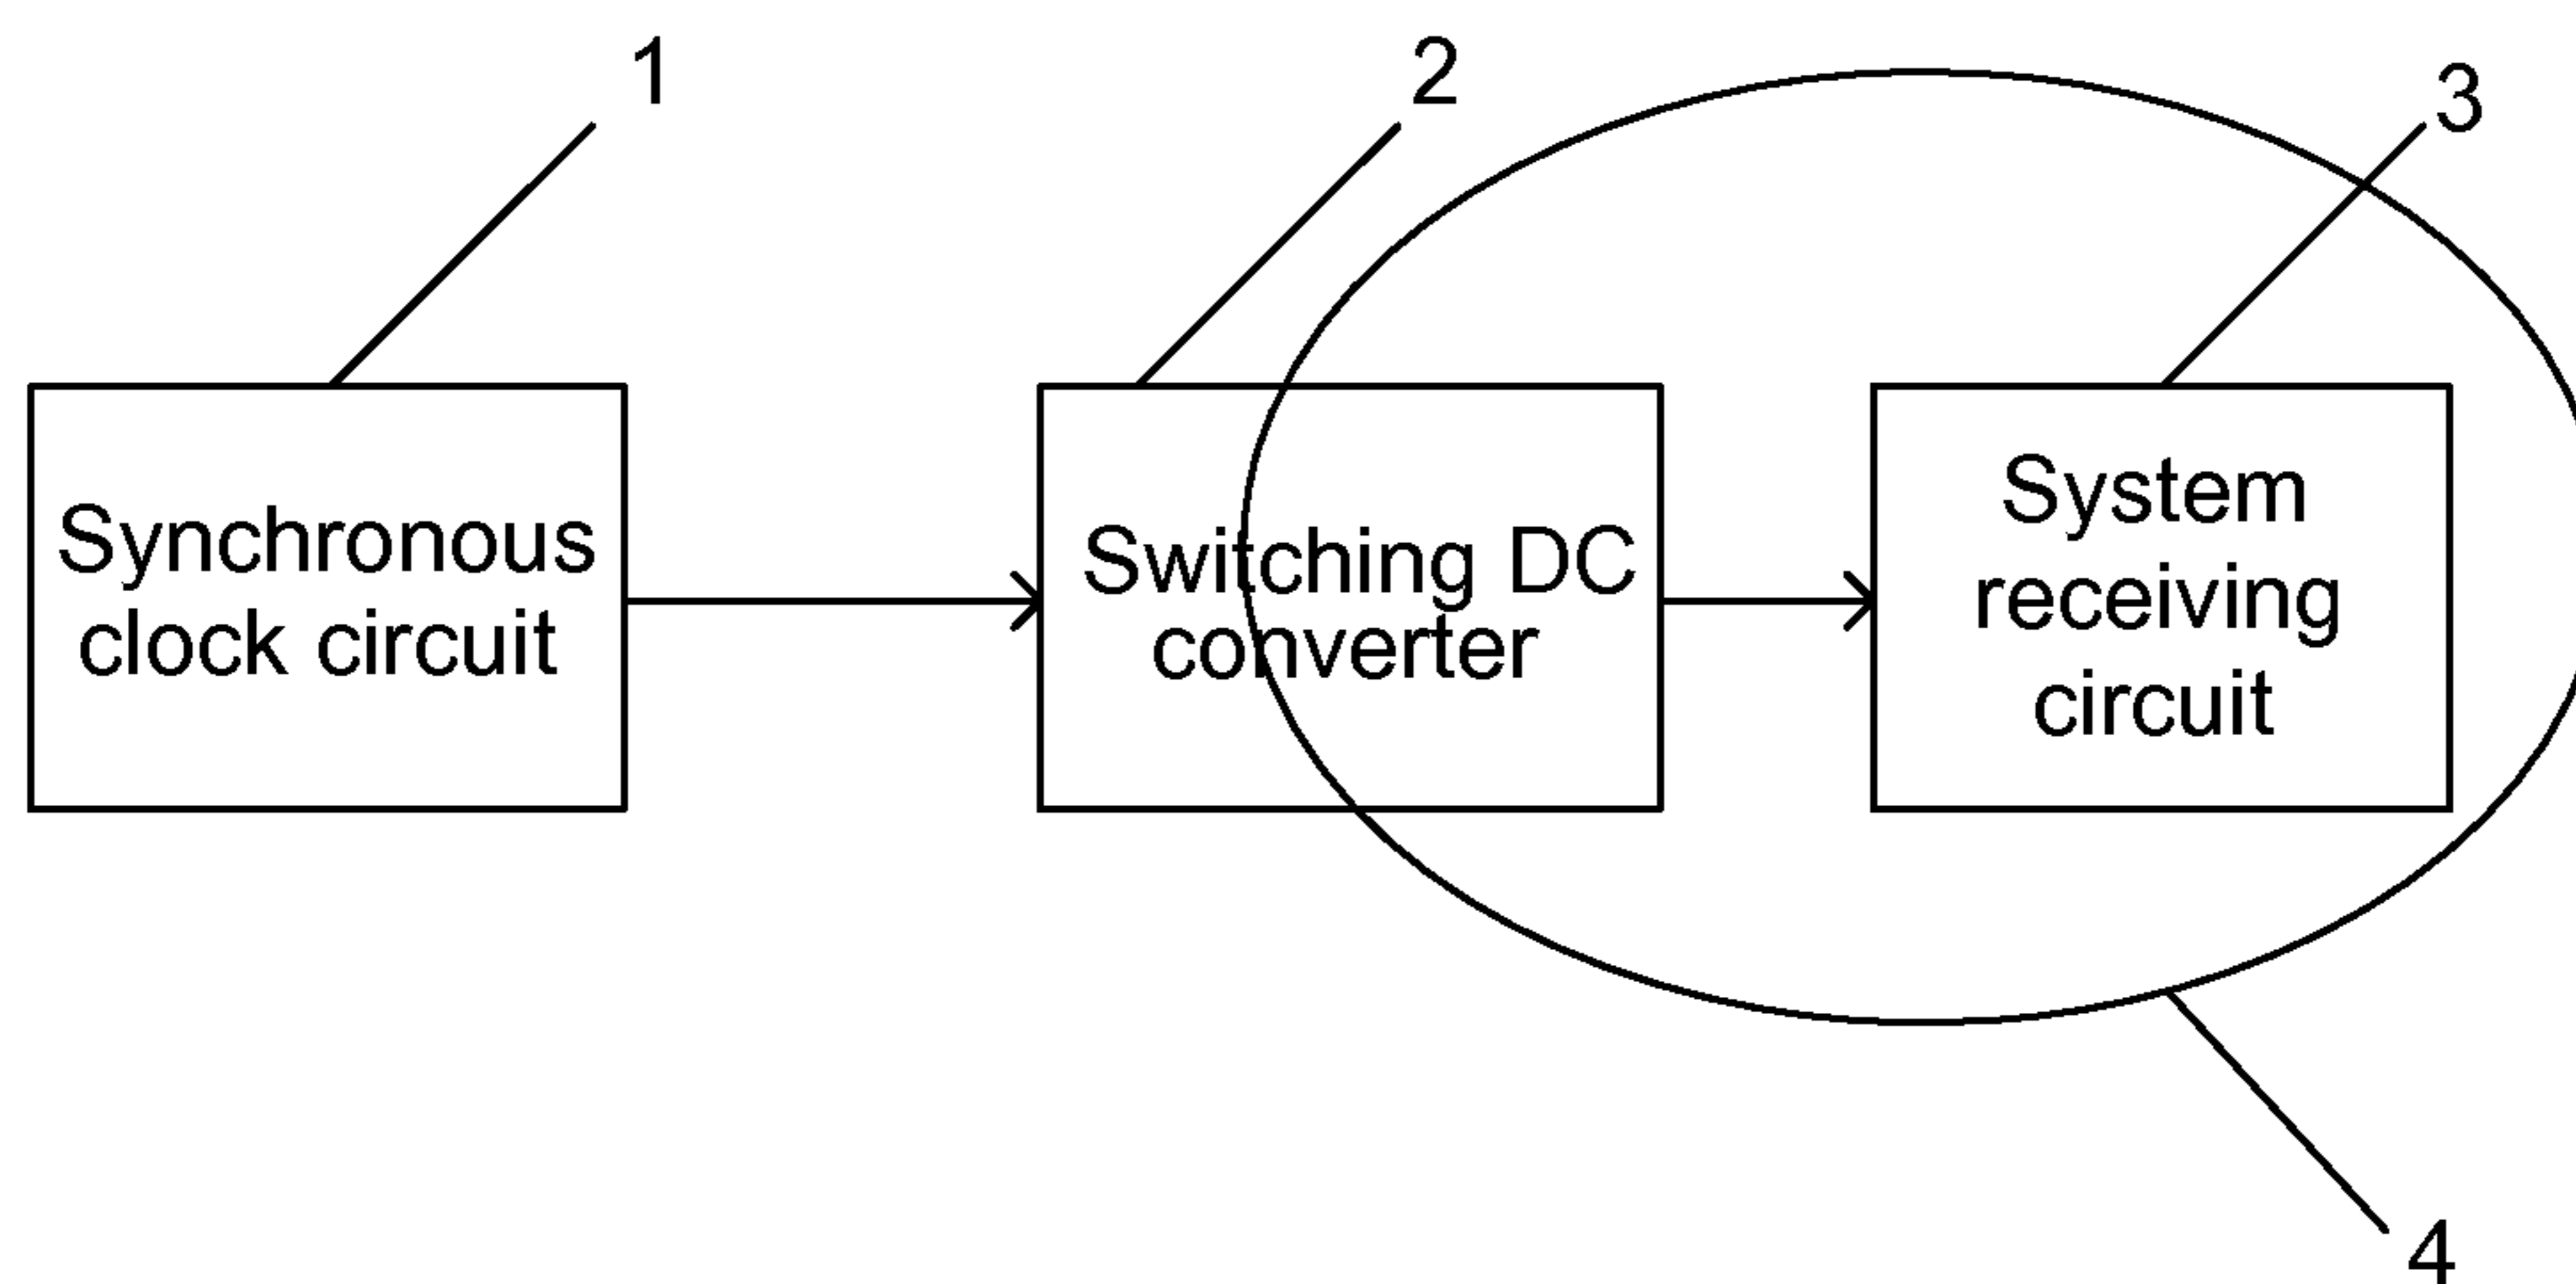 1
2
3
Synchronous
clock circuit
Switching DC
converter
System
receiving
circuit
4